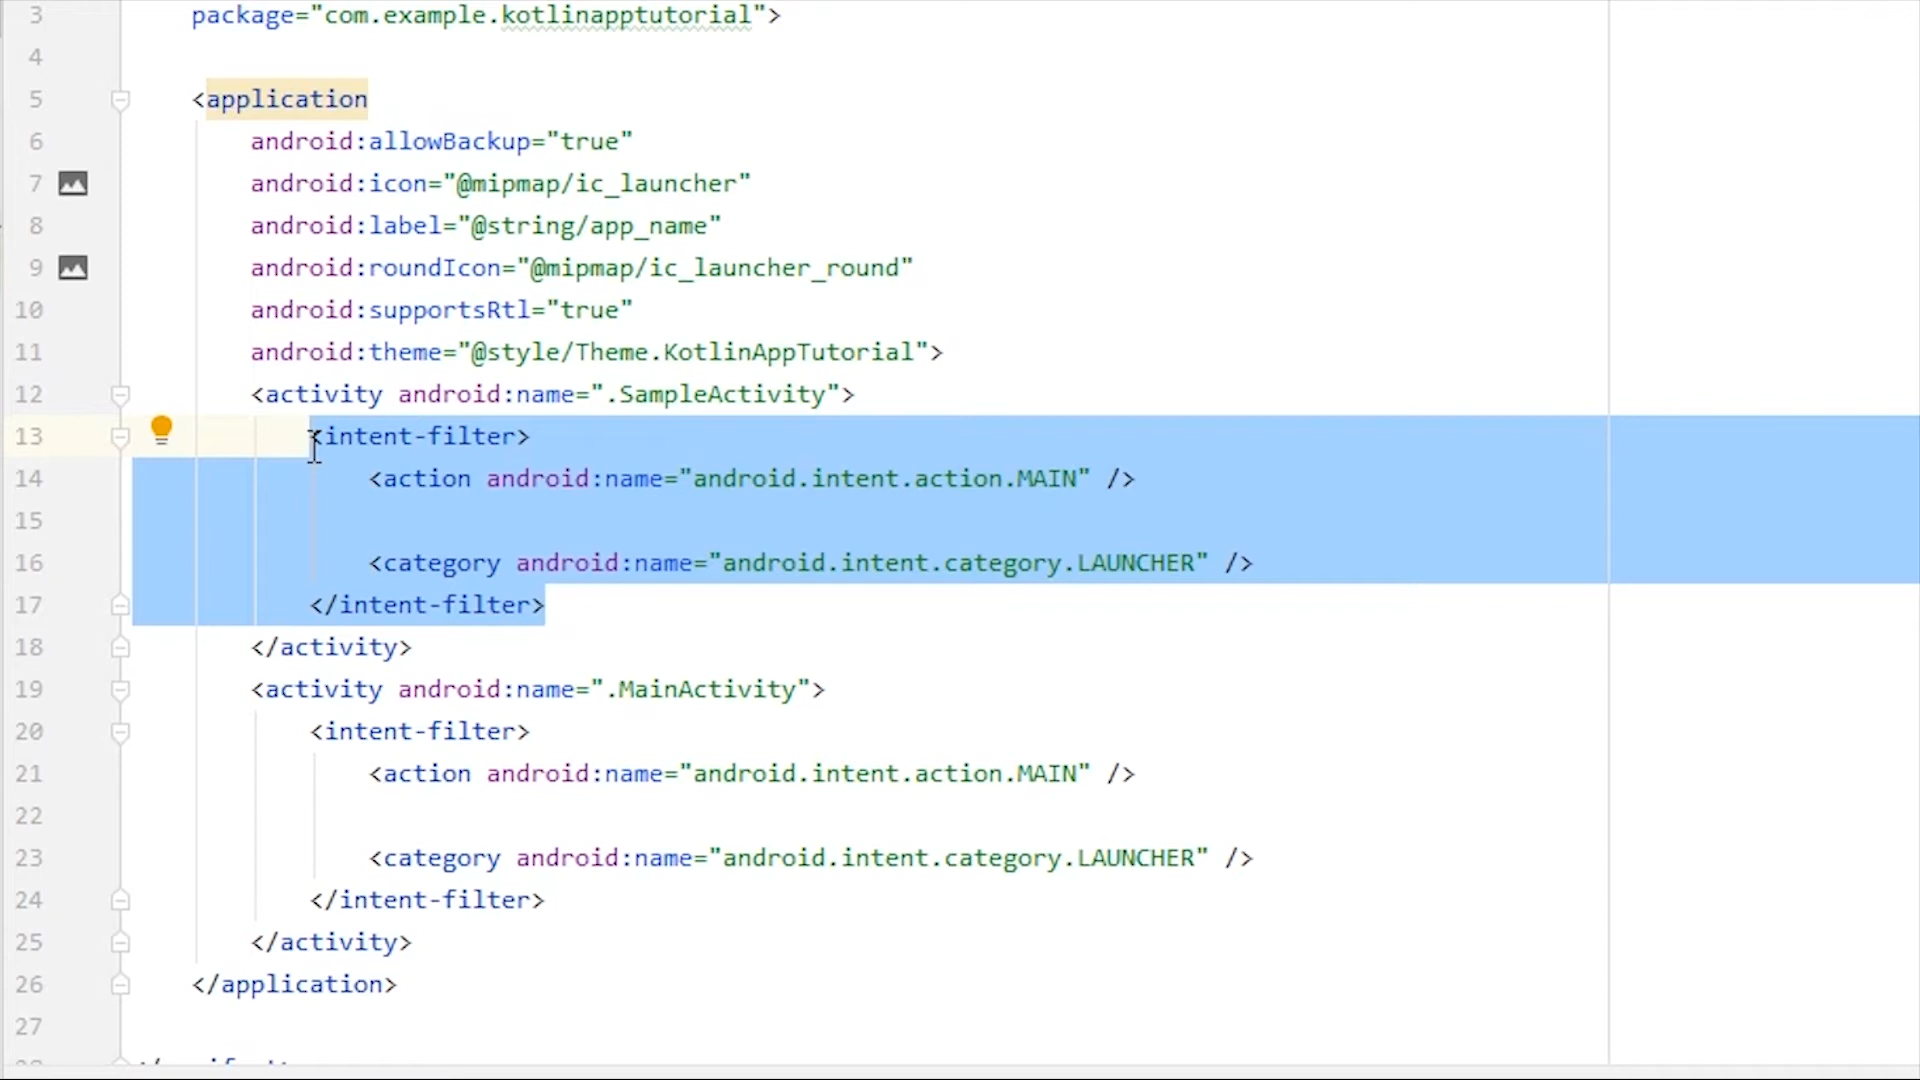 3 package="com.example.kotlinapptutorial">
4
5 <application
6 android:allowBackup="true"
7 android:icon="@mipmap/ic_launcher"
8 android:label="@string/app_name"
9 android:roundIcon="@mipmap/ic_launcher_round"
10 android:supportsRtl="true"
11 android:theme="@style/Theme.KotlinAppTutorial">
12 <activity android:name=".SampleActivity">
13 <intent-filter>
14 <action android:name="android.intent.action.MAIN" />
15
16 <category android:name="android.intent.category.LAUNCHER" />
17 </intent-filter>
18 </activity>
19 <activity android:name=".MainActivity">
20 <intent-filter>
21 <action android:name="android.intent.action.MAIN" />
22
23 <category android:name="android.intent.category.LAUNCHER" />
24 </intent-filter>
25 </activity>
26 </application>
27